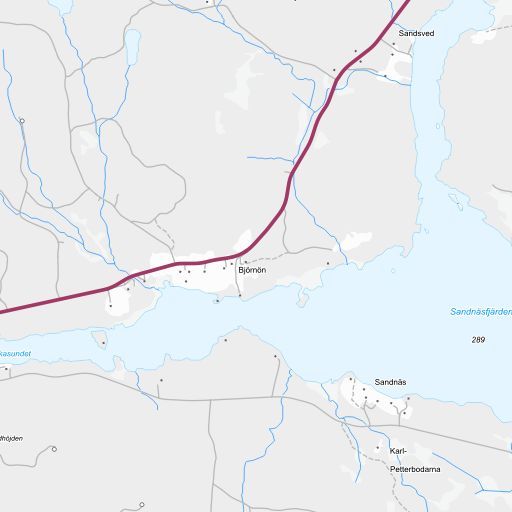 Sandsved
Björnön
Sandnäsfjärden
289
Sandnäs
Karl-
Petterbodarna